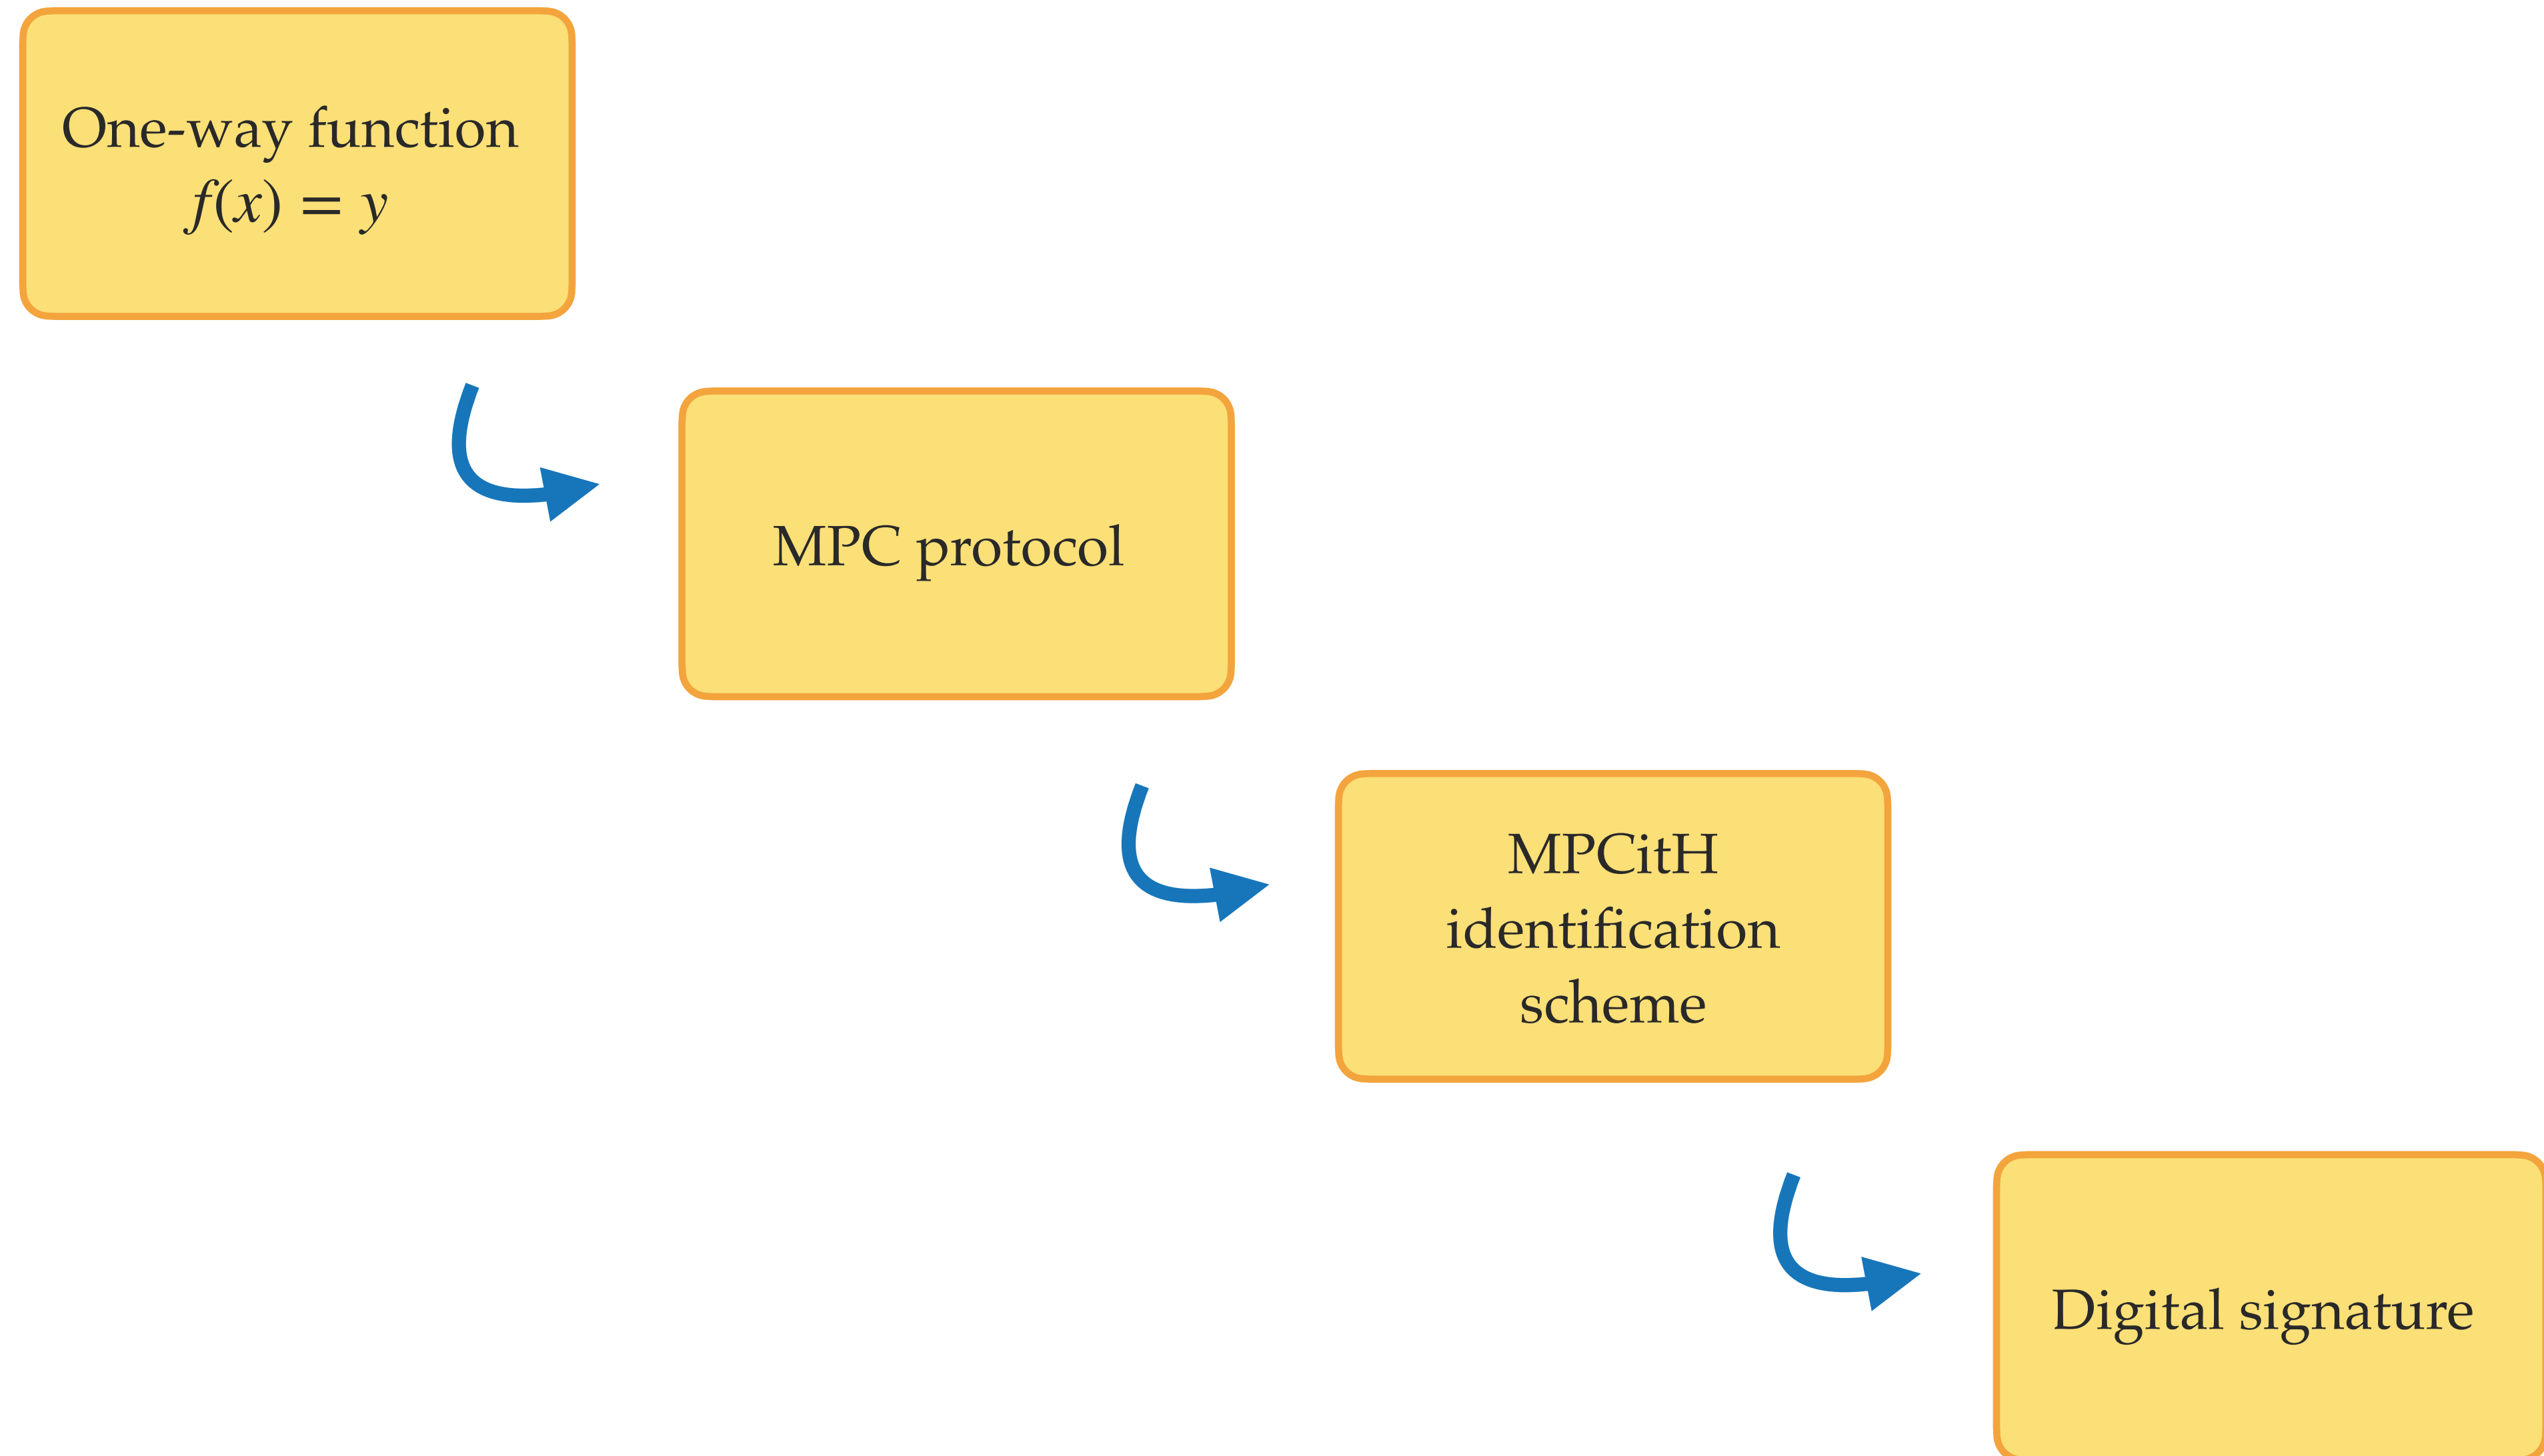 One-way function
f(x) = y
MPC protocol
MPCitH
identification
scheme
Digital signature